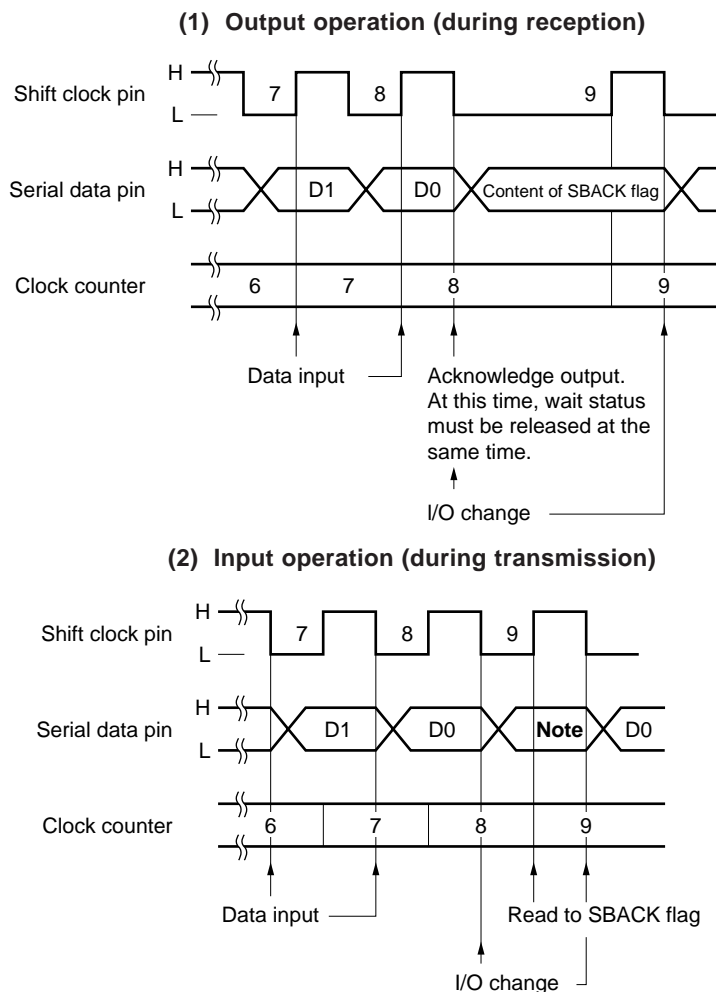 (1) Output operation (during reception)
H
Shift clock pin
L
7 8 9
H
Serial data pin
L
D1 D0 Content of SBACK flag
Clock counter
6 7 8 9
Data input
Acknowledge output.
At this time, wait status
must be released at the
same time.
I/O change
(2) Input operation (during transmission)
H
Shift clock pin
L
7 8 9
H
Serial data pin
L
D1 D0 Note D0
Clock counter
6 7 8 9
Data input
Read to SBACK flag
I/O change